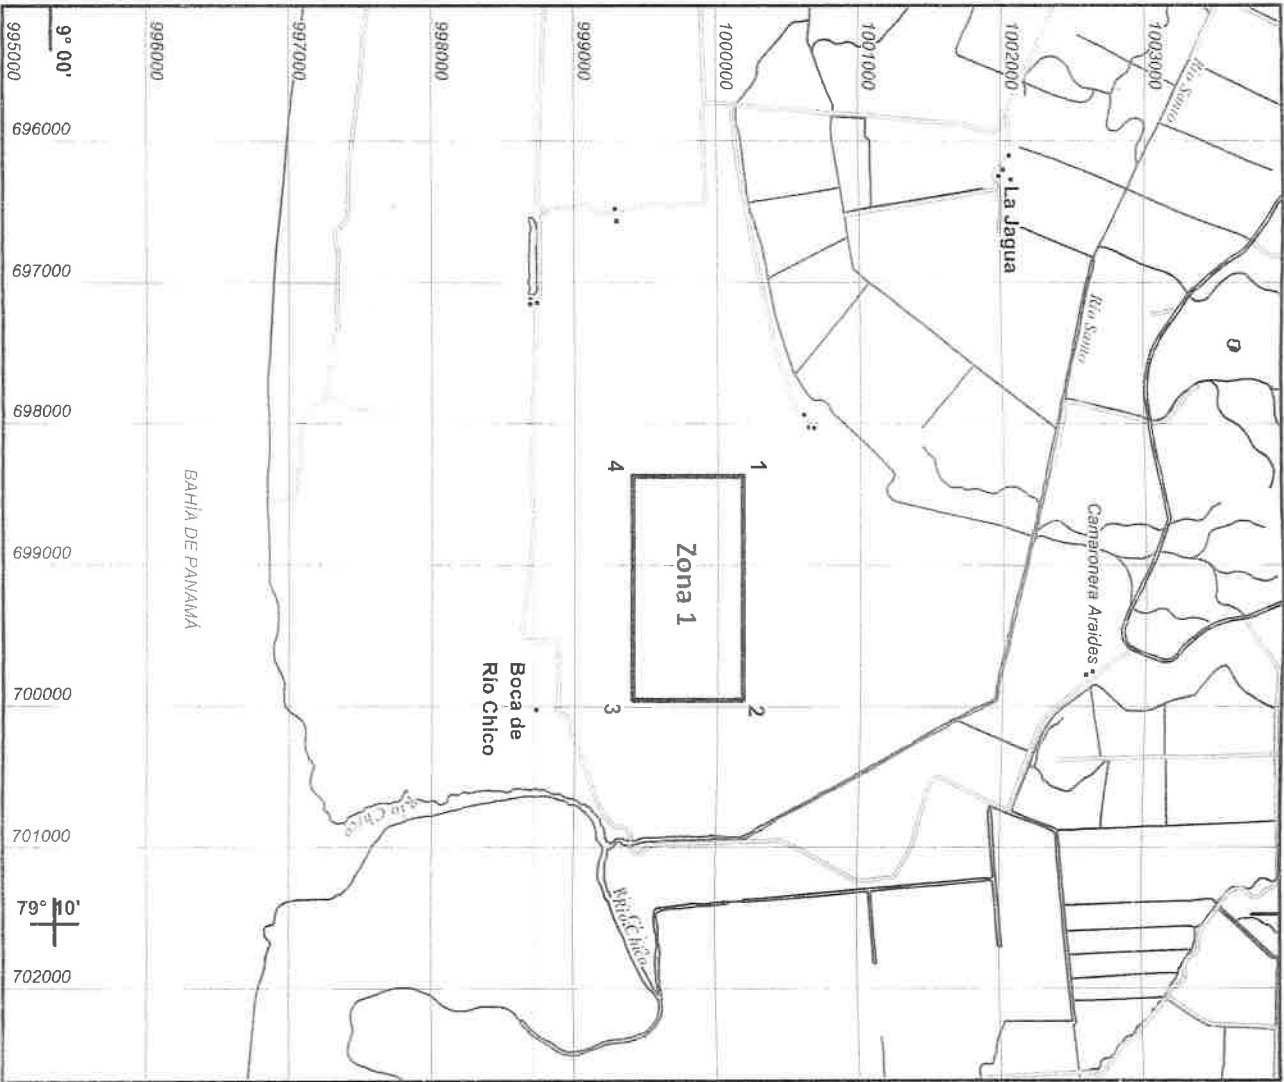 9° 00'
995000
996000
997000
998000
999000
1000000
1001000
1002000
1003000
696000
697000
698000
699000
700000
701000
702000
79° 10'
Río Santo
La Jagua
Río Santo
Camaronera Araides
1
2
3
4
Zona 1
Boca de
Río Chico
BAHÍA DE PANAMÁ
Río Chico
Río Chico